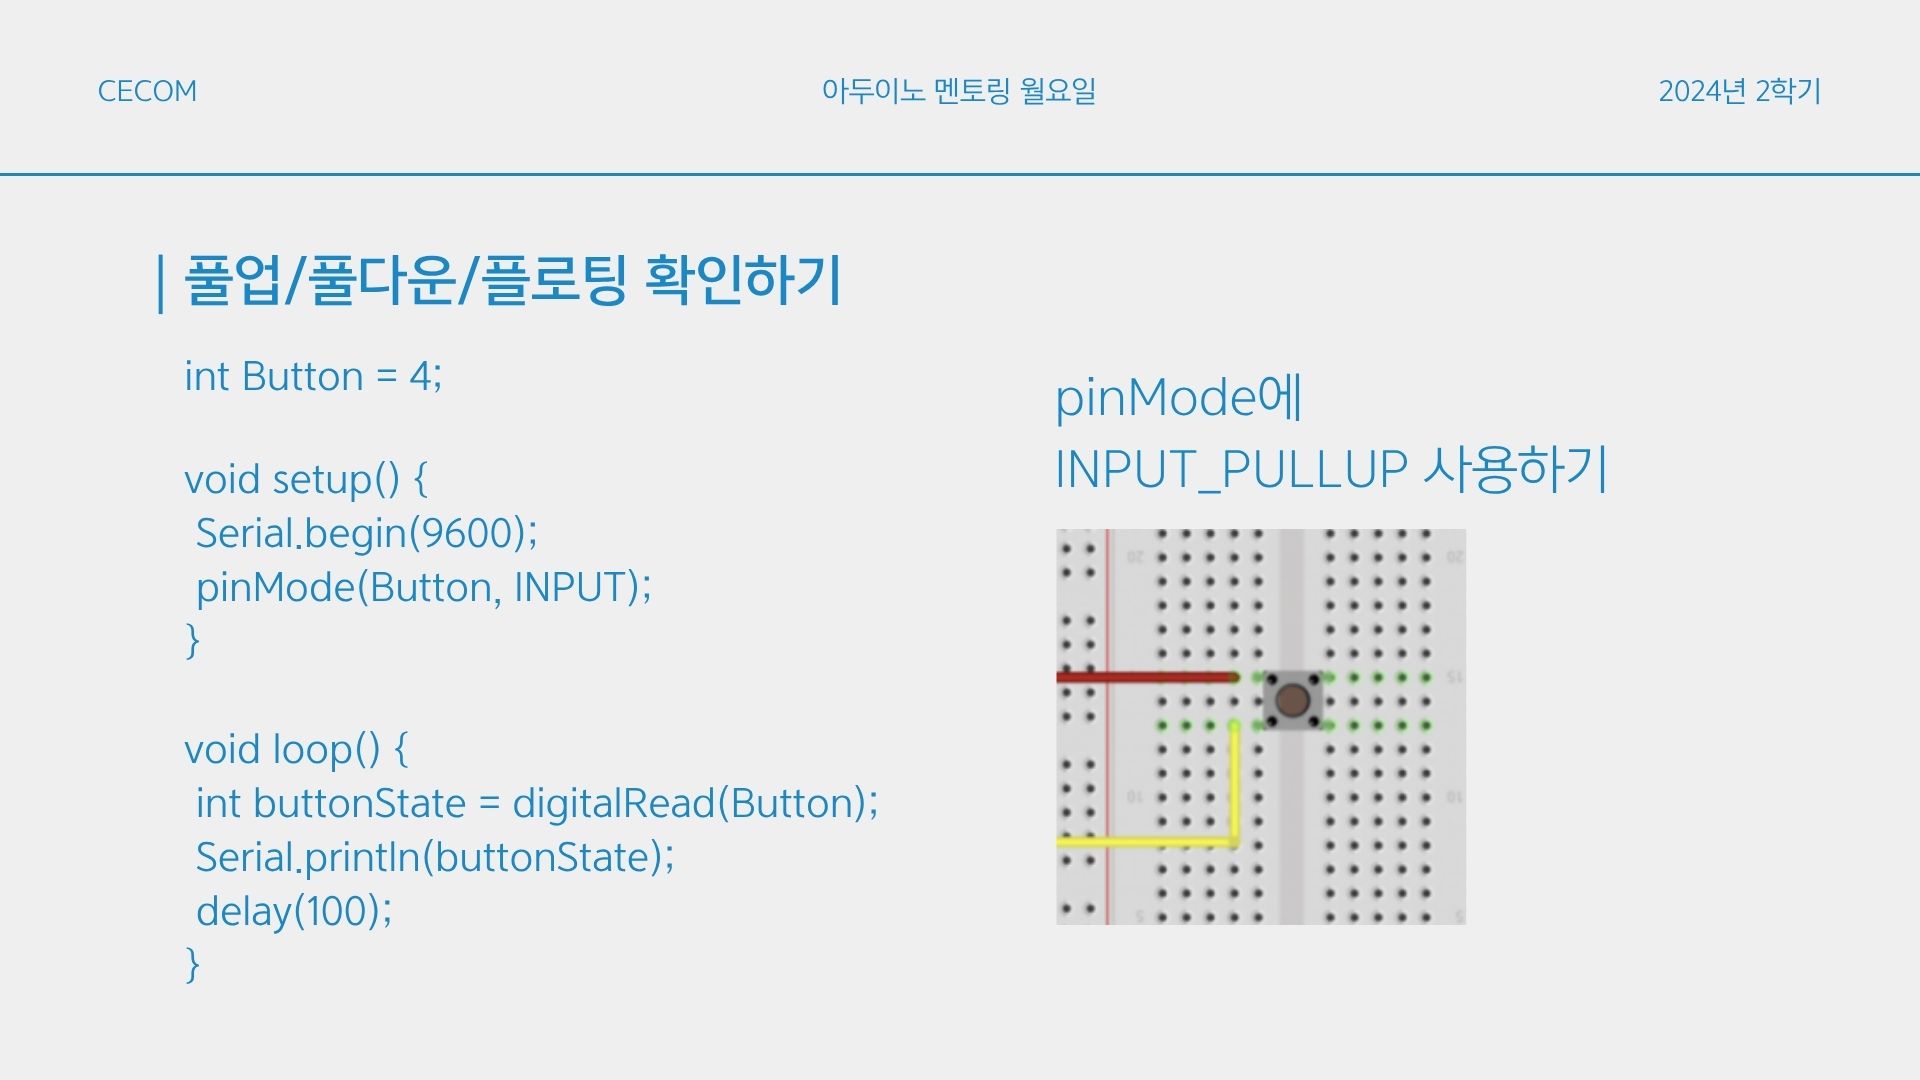 CECOM
아두이노 멘토링 월요일
2024년 2학기
| 풀업/풀다운/플로팅 확인하기
int Button = 4;
void setup() {
Serial.begin(9600);
pinMode(Button, INPUT);
}
void loop() {
int buttonState = digitalRead(Button);
Serial.println(buttonState);
delay(100);
}
pinMode에
INPUT_PULLUP 사용하기
20
20
15
10
10
5
5